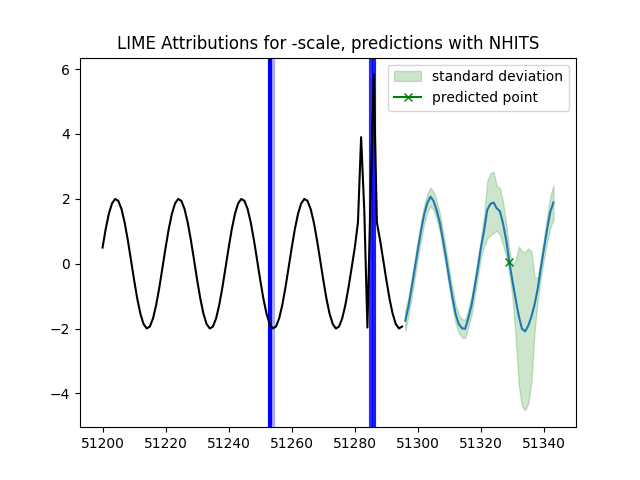 LIME Attributions for -scale, predictions with NHITS
standard deviation
predicted point
6
4
2
0
−2
−4
51200 51220 51240 51260 51280 51300 51320 51340